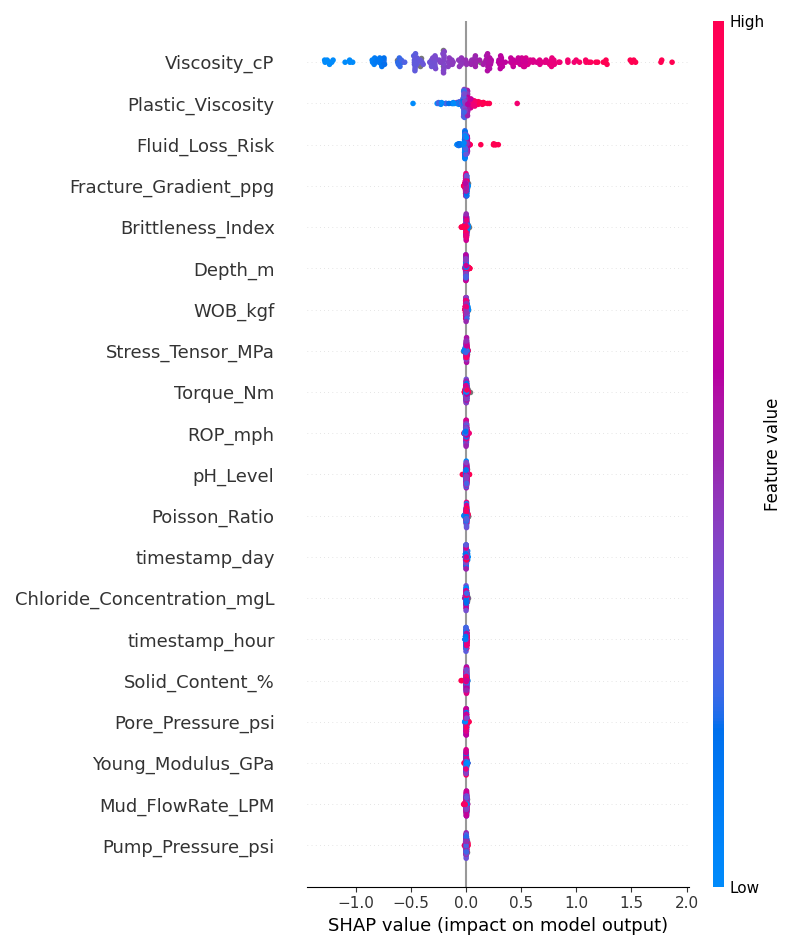 High
Viscosity_cP
Plastic_Viscosity
Fluid_Loss_Risk
Fracture_Gradient_ppg
Brittleness_Index
Depth_m
WOB_kgf
Stress_Tensor_MPa
Torque_Nm
ROP_mph
pH_Level
Poisson_Ratio
timestamp_day
Chloride_Concentration_mgL
timestamp_hour
Solid_Content_%
Pore_Pressure_psi
Young_Modulus_GPa
Mud_FlowRate_LPM
Pump_Pressure_psi
Feature value
Low
−1.0 −0.5 0.0 0.5 1.0 1.5 2.0
SHAP value (impact on model output)